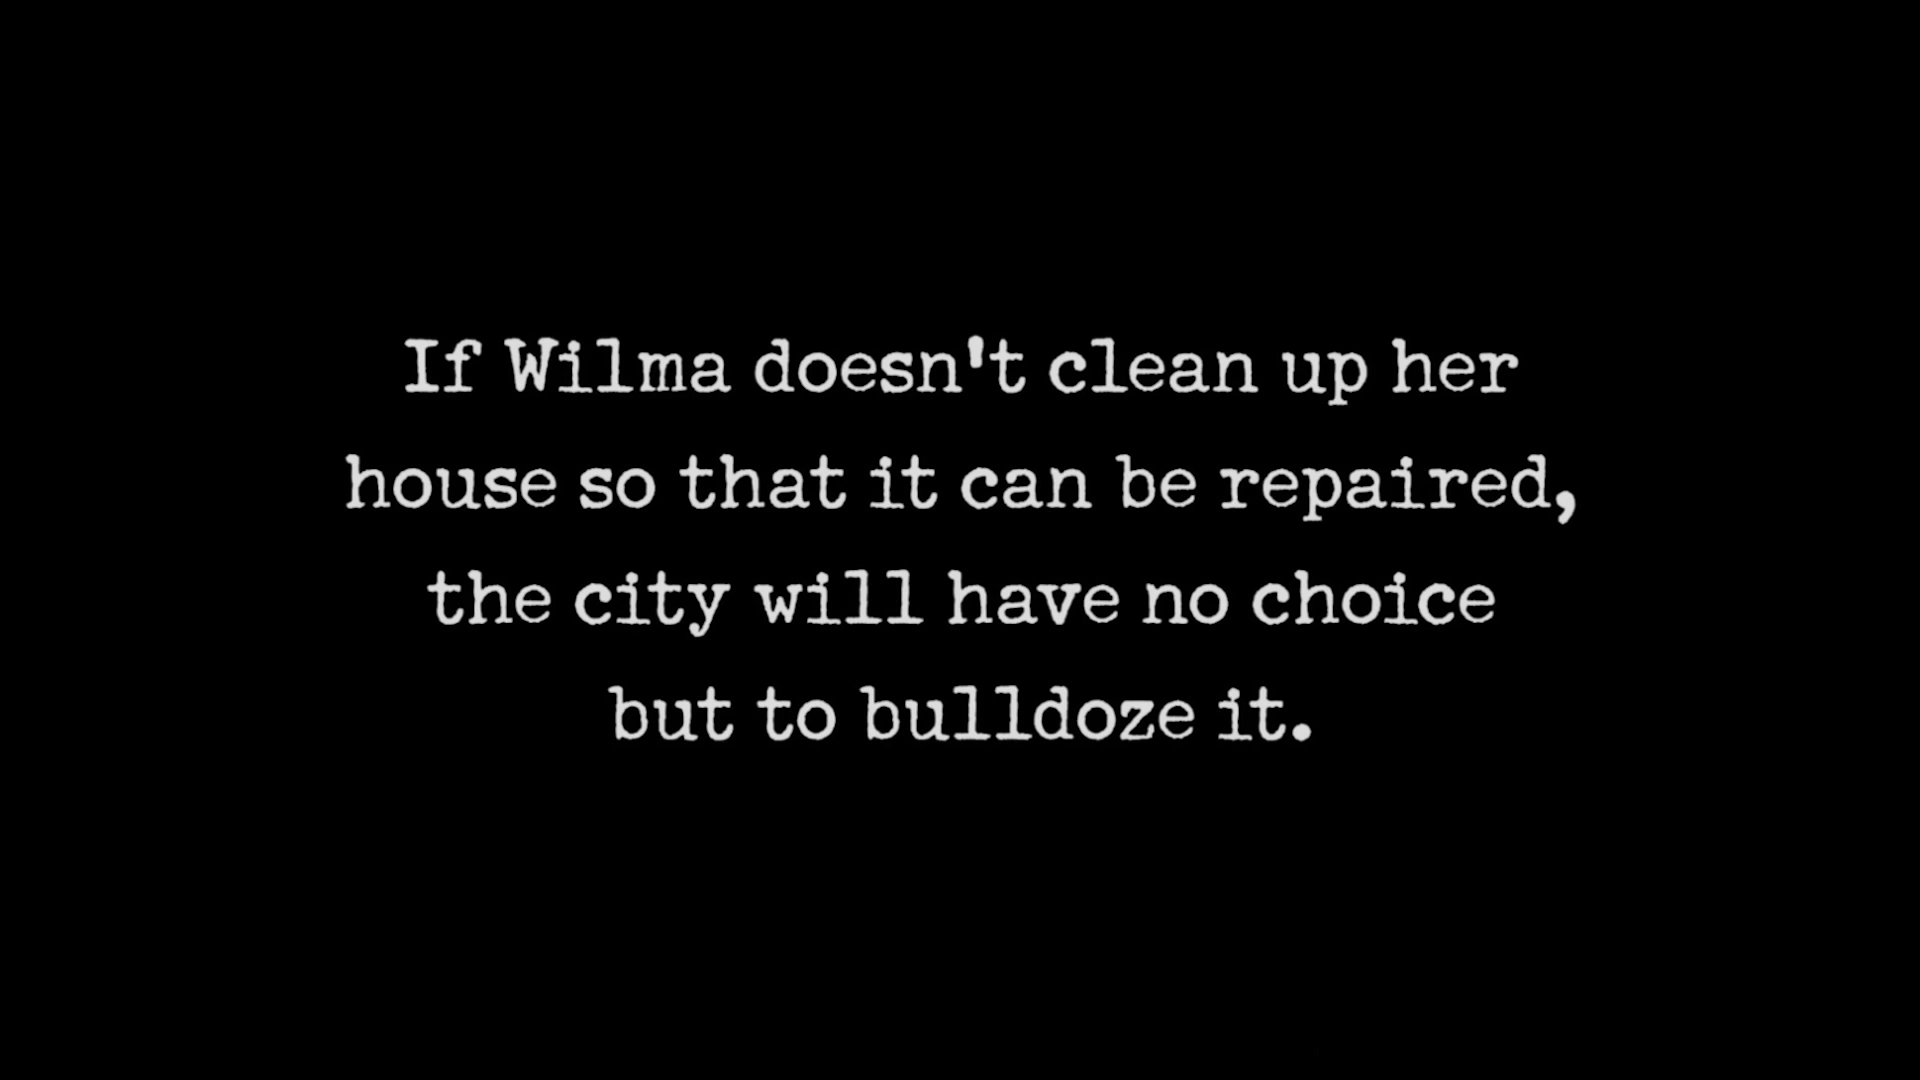 If Wilma doesn't clean up her
house so that it can be repaired,
the city will have no choice
but to bulldoze it.